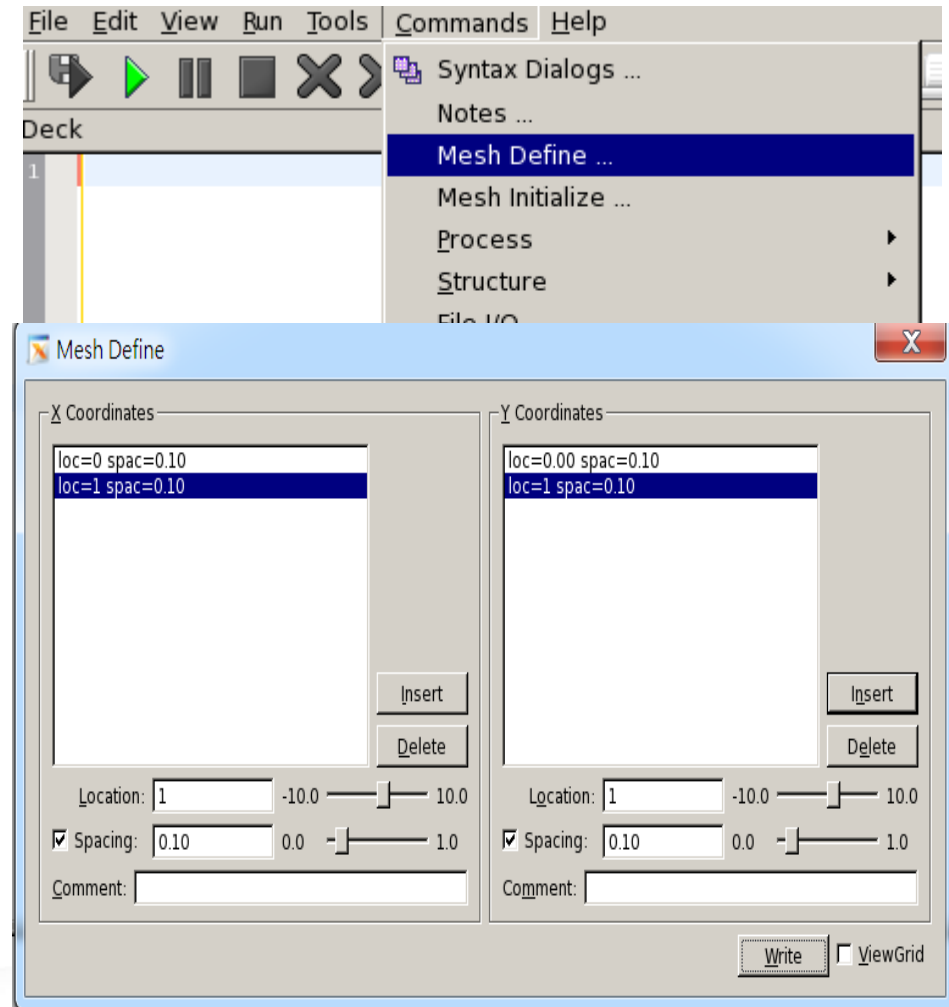 File Edit View Run Tools Commands Help
Syntax Dialogs ...
Notes ...
Deck
Mesh Define ...
1
Mesh Initialize ...
Process
Structure
File I/O
Mesh Define
X
X Coordinates
loc=0 spac=0.10
loc=1 spac=0.10
Insert
Delete
Location: 1 -10.0 10.0
Spacing: 0.10 0.0 1.0
Comment:
Y Coordinates
loc=0.00 spac=0.10
loc=1 spac=0.10
Insert
Delete
Location: 1 -10.0 10.0
Spacing: 0.10 0.0 1.0
Comment:
Write ViewGrid